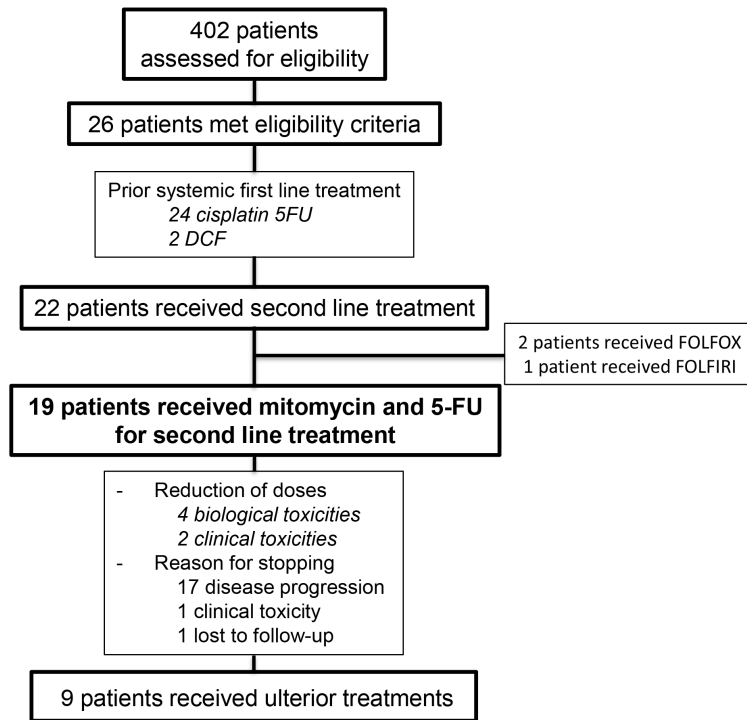 402 patients
assessed for eligibility
26 patients met eligibility criteria
Prior systemic first line treatment
24 cisplatin 5FU
2 DCF
22 patients received second line treatment
2 patients received FOLFOX
1 patient received FOLFIRI
19 patients received mitomycin and 5-FU
for second line treatment
- Reduction of doses
4 biological toxicities
2 clinical toxicities
- Reason for stopping
17 disease progression
1 clinical toxicity
1 lost to follow-up
9 patients received ulterior treatments